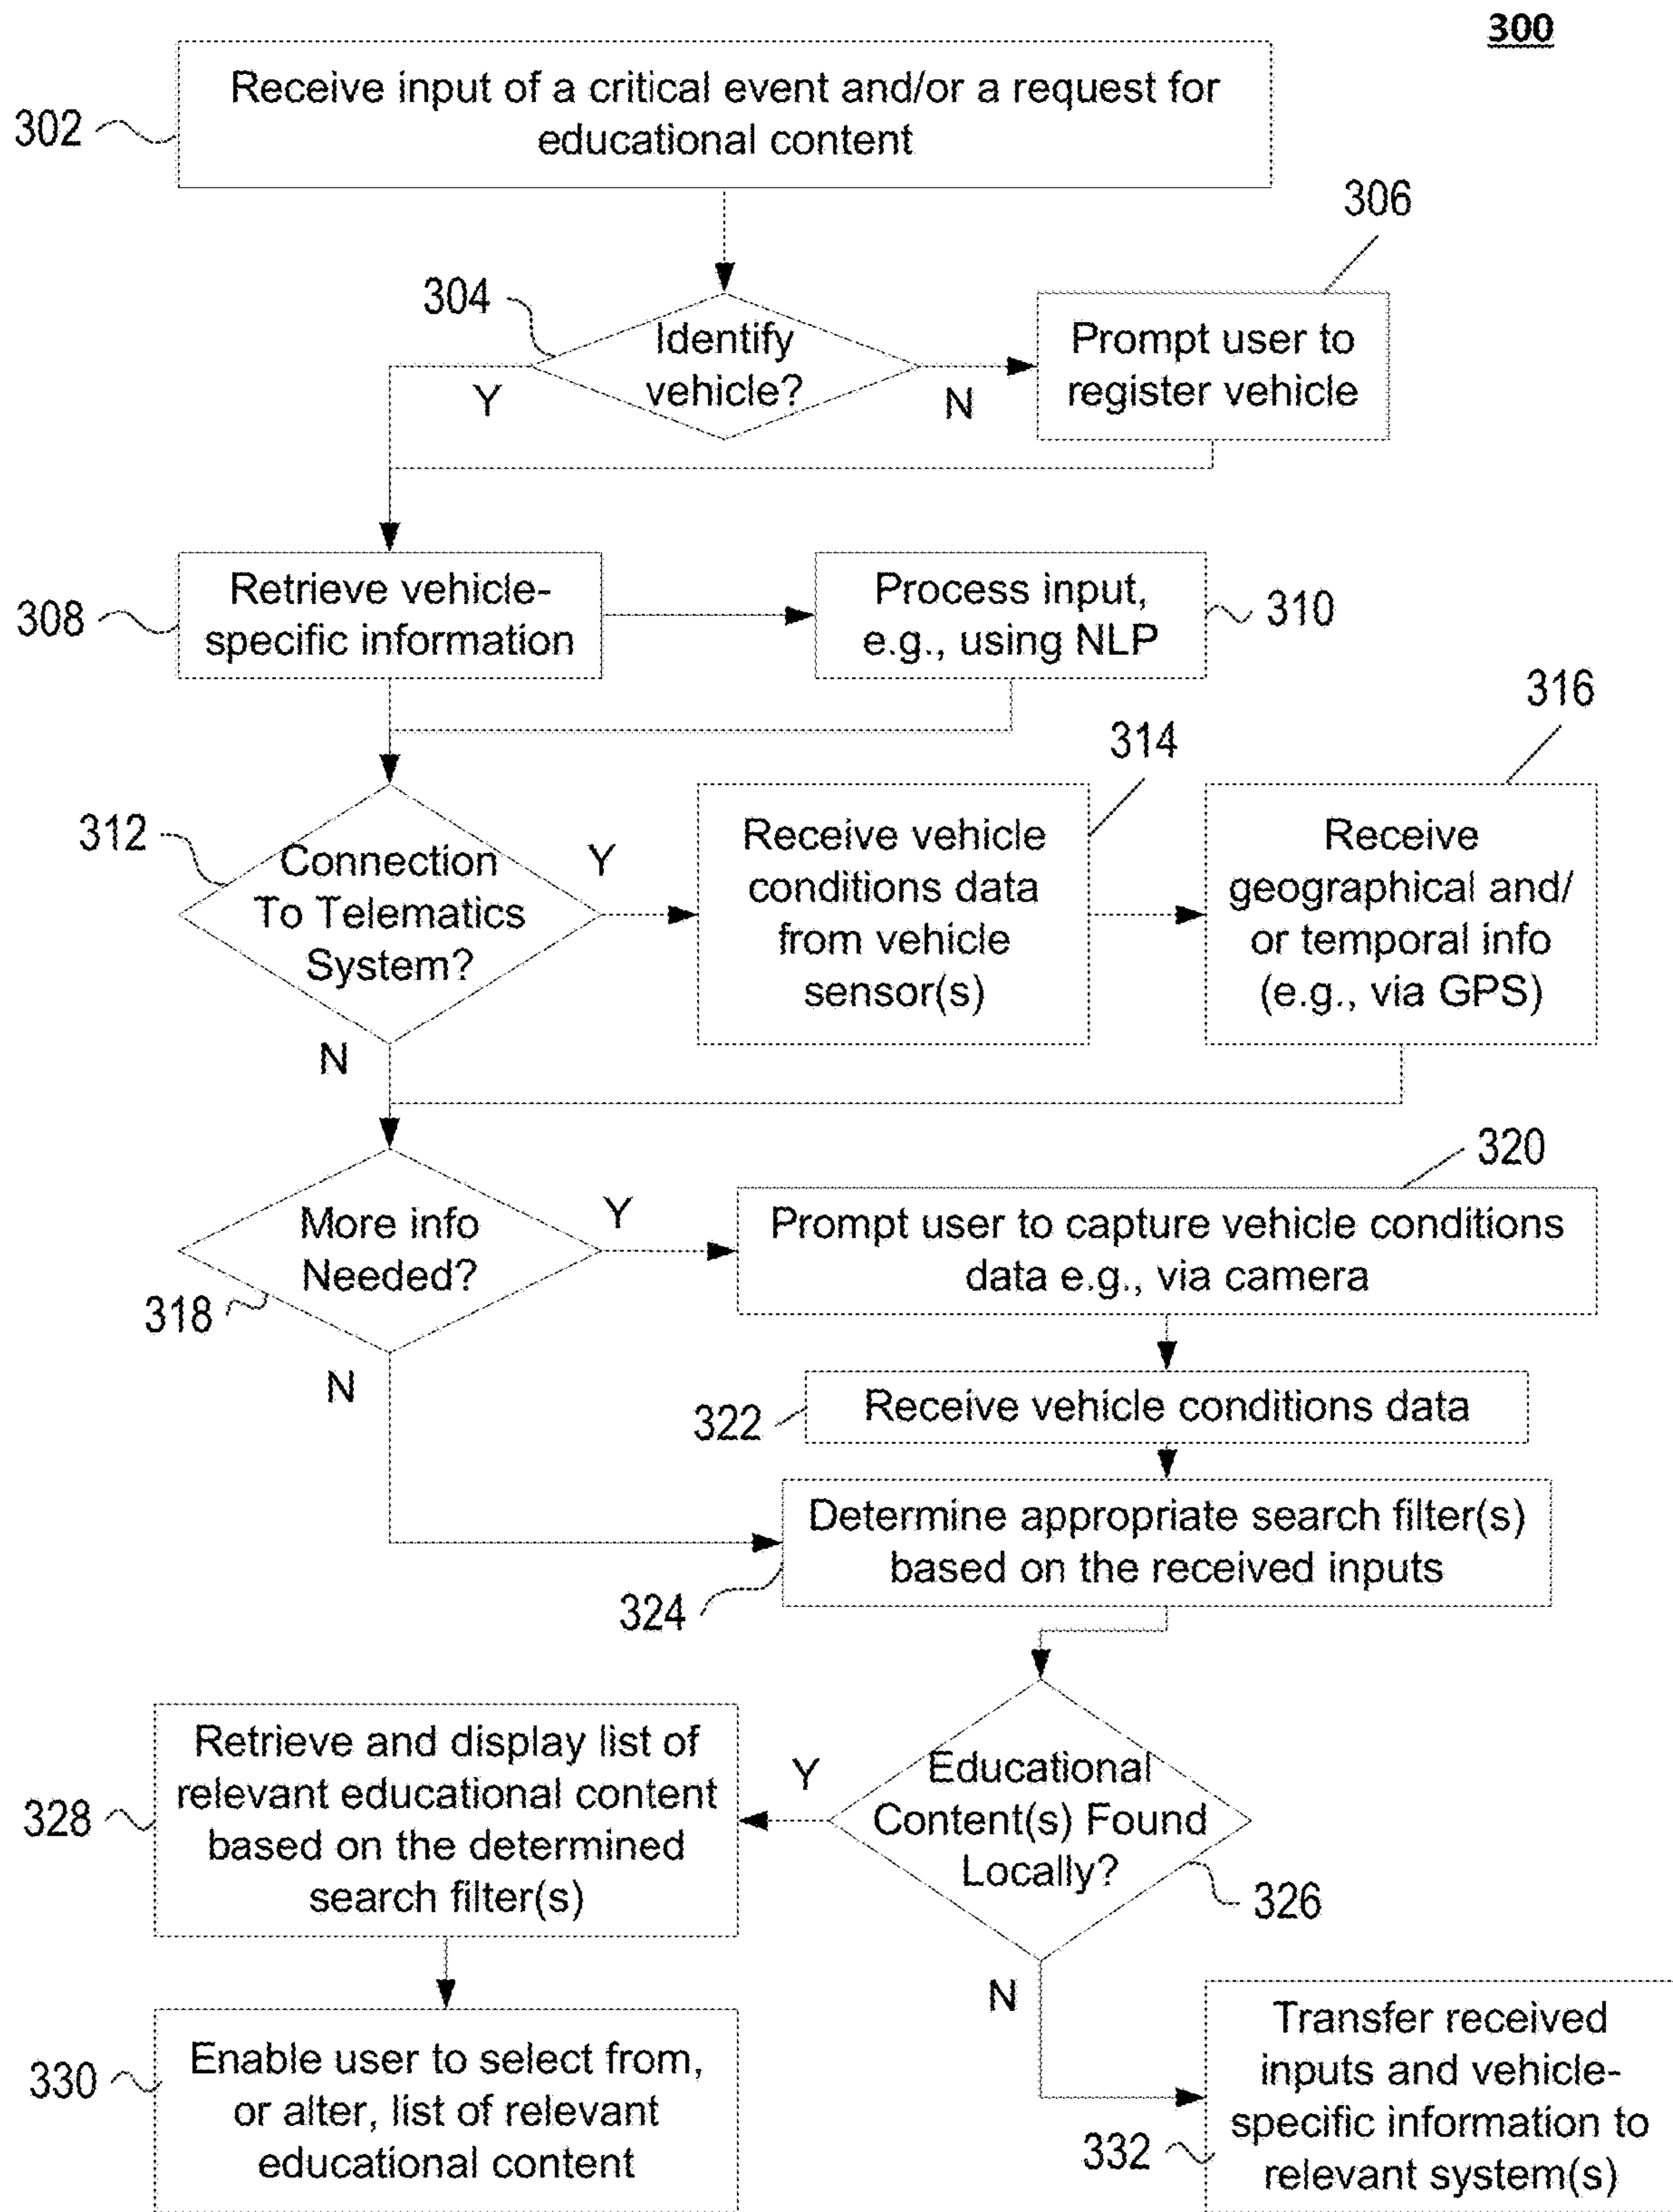 300
Receive input of a critical event and/or a request for
educational content
302
306
304
Identify
vehicle?
Y
N
Prompt user to
register vehicle
308
Retrieve vehicle-
specific information
Process input,
e.g., using NLP
310
316
314
312
Connection
To Telematics
System?
Y
N
Receive vehicle
conditions data
from vehicle
sensor(s)
Receive
geographical and/
or temporal info
(e.g., via GPS)
320
More info
Needed?
318
Y
N
Prompt user to capture vehicle conditions
data e.g., via camera
322
Receive vehicle conditions data
Determine appropriate search filter(s)
based on the received inputs
324
328
Retrieve and display list of
relevant educational content
based on the determined
search filter(s)
Y
Educational
Content(s) Found
Locally?
326
N
330
Enable user to select from,
or alter, list of relevant
educational content
332
Transfer received
inputs and vehicle-
specific information to
relevant system(s)